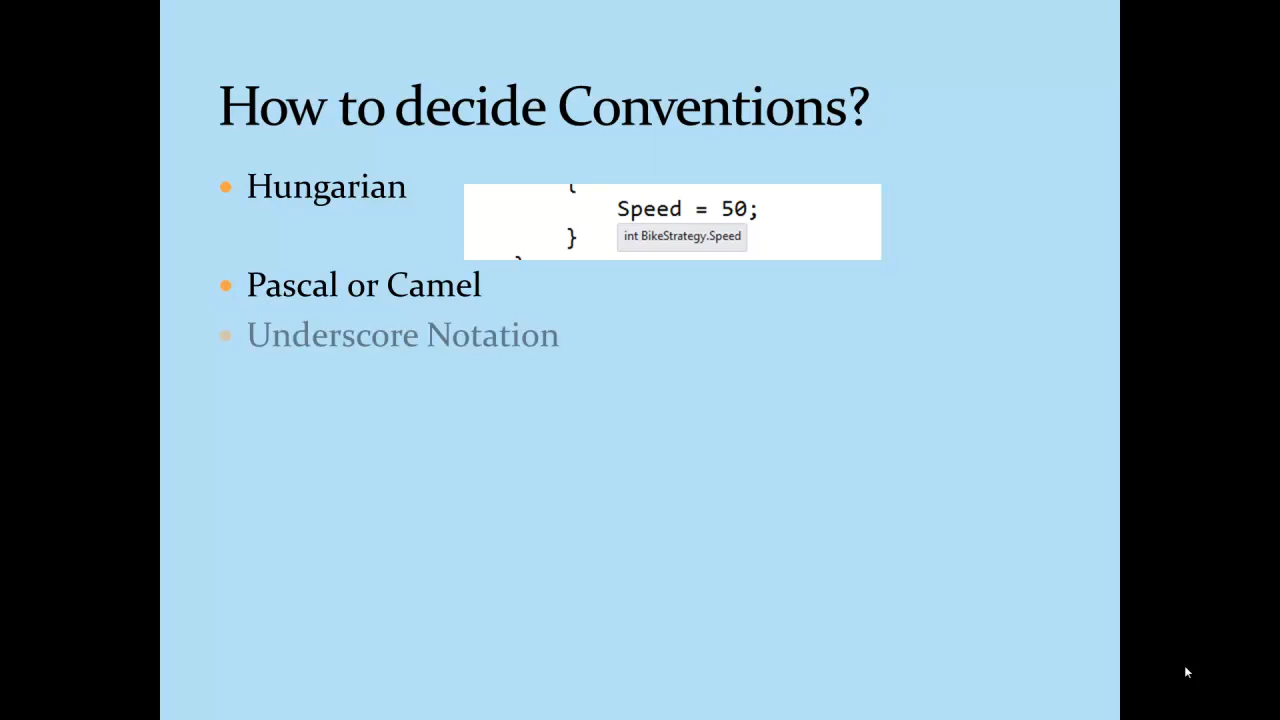 How to decide Conventions?
Hungarian
{
Speed = 50;
}
int BikeStrategy.Speed
Pascal or Camel
Underscore Notation